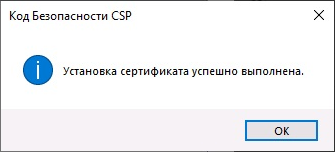 Код Безопасности CSP
Установка сертификата успешно выполнена.
OK